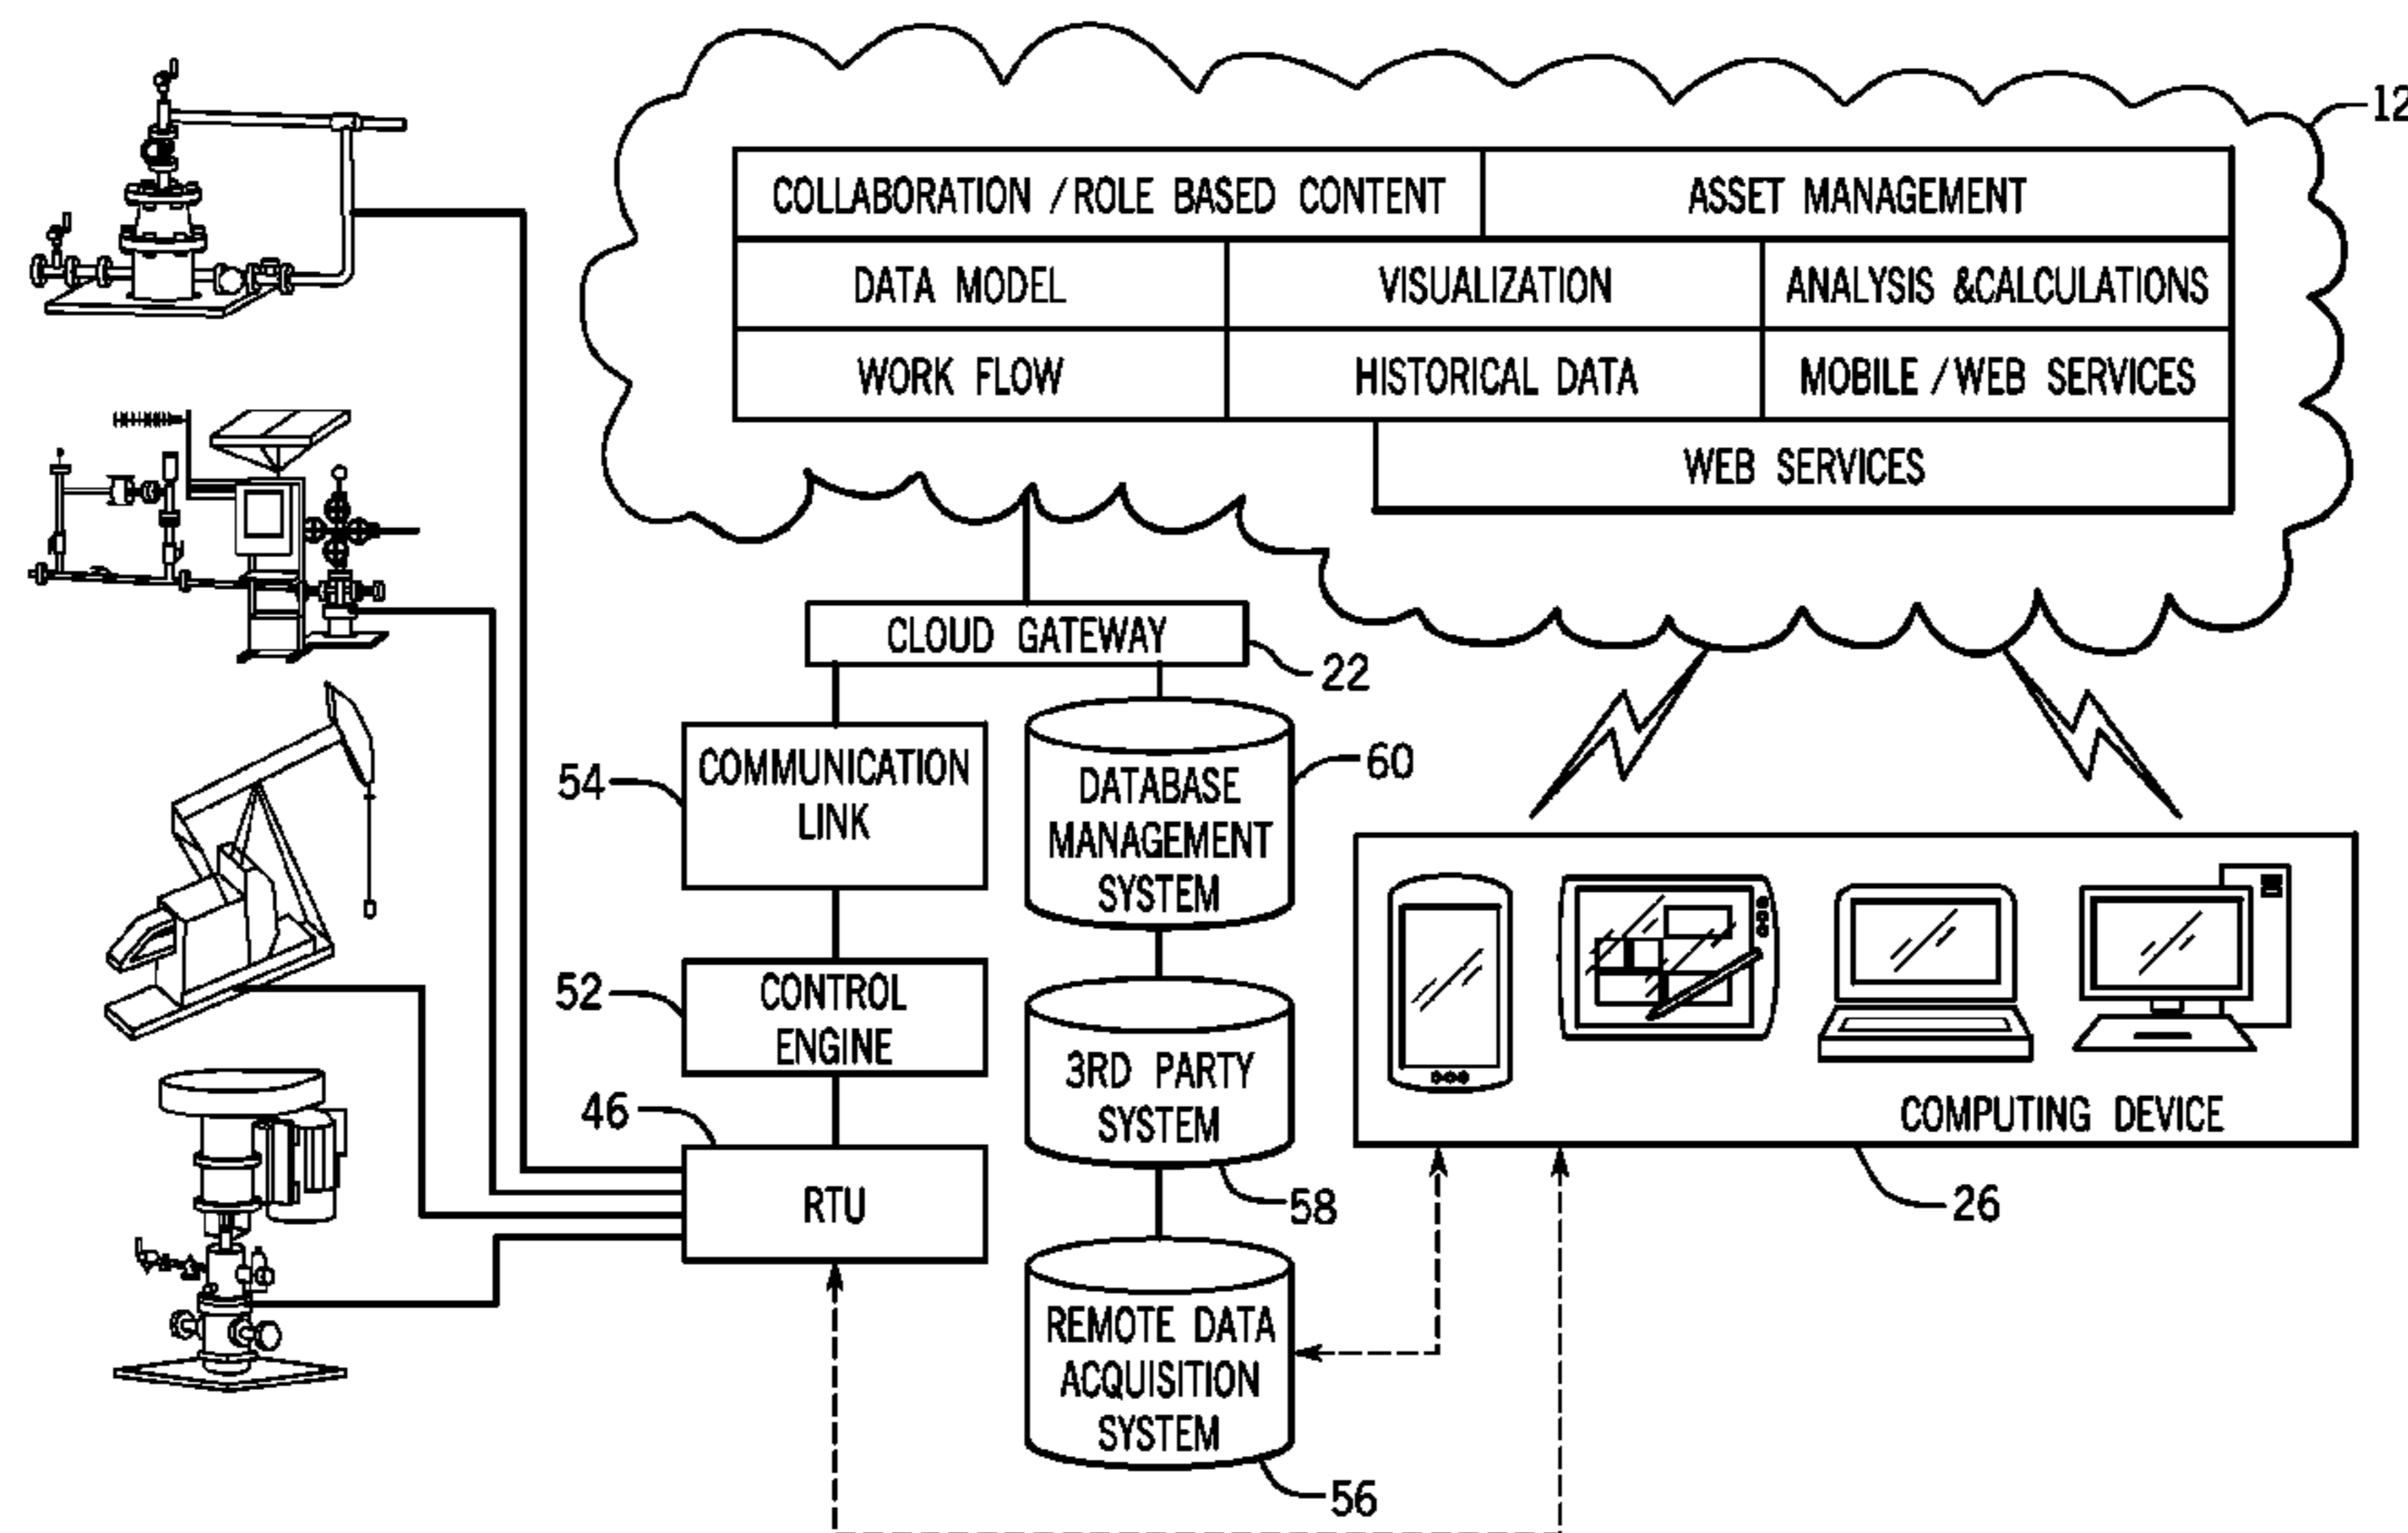 12
COLLABORATION /ROLE BASED CONTENT
ASSET MANAGEMENT
DATA MODEL
VISUALIZATION
ANALYSIS &CALCULATIONS
WORK FLOW
HISTORICAL DATA
MOBILE /WEB SERVICES
WEB SERVICES
CLOUD GATEWAY
22
54
COMMUNICATION
LINK
DATABASE
MANAGEMENT
SYSTEM
60
52
CONTROL
ENGINE
3RD PARTY
SYSTEM
58
46
RTU
REMOTE DATA
ACQUISITION
SYSTEM
56
COMPUTING DEVICE
26